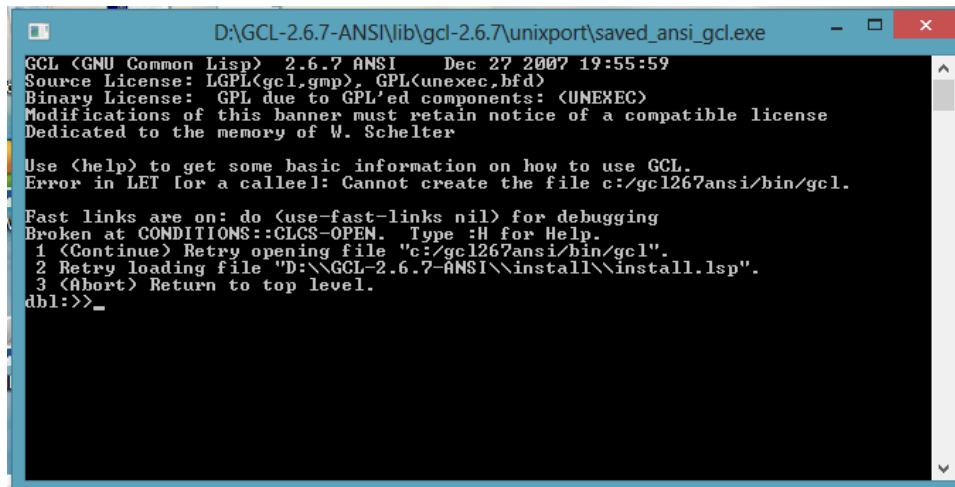 D:\GCL-2.6.7-ANSI\lib\gcl-2.6.7\unixport\saved_ansi_gcl.exe
GCL (GNU Common Lisp)  2.6.7 ANSI    Dec 27 2007 19:55:59
Source License: LGPL(gcl,gmp), GPL(unexec,bfd)
Binary License:  GPL due to GPL'ed components: (UNEXEC)
Modifications of this banner must retain notice of a compatible license
Dedicated to the memory of W. Schelter
Use (help) to get some basic information on how to use GCL.
Error in LET [or a callee]: Cannot create the file c:/gcl267ansi/bin/gcl.
Fast links are on: do (use-fast-links nil) for debugging
Broken at CONDITIONS::CLCS-OPEN.  Type :H for Help.
1 (Continue) Retry opening file "c:/gcl267ansi/bin/gcl".
2 Retry loading file "D:\\GCL-2.6.7-ANSI\\install\\install.lsp".
3 (Abort) Return to top level.
dbl:>>_